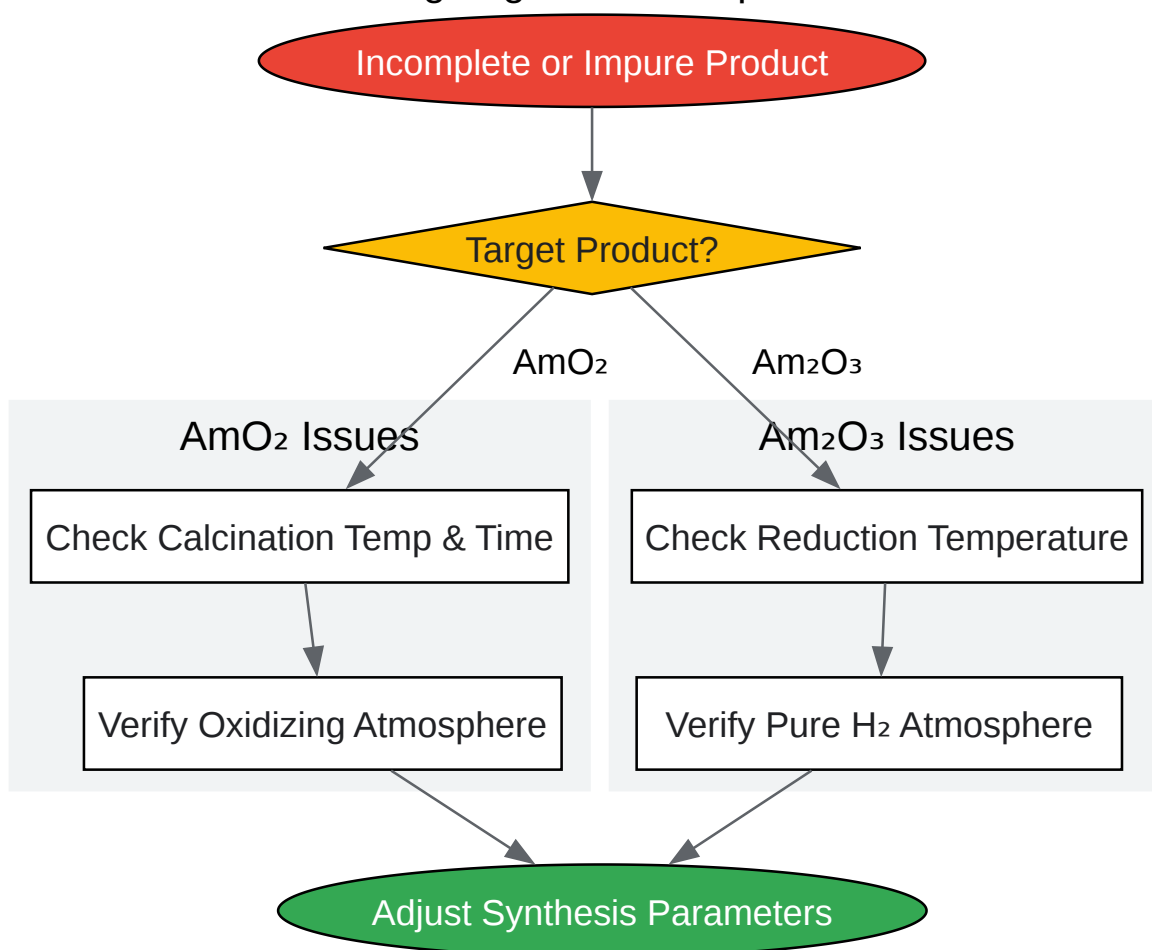 Incomplete or Impure Product
Target Product?
AmO₂
Am₂O₃
AmO₂ Issues
Am₂O₃ Issues
Check Calcination Temp & Time
Check Reduction Temperature
Verify Oxidizing Atmosphere
Verify Pure H₂ Atmosphere
Adjust Synthesis Parameters